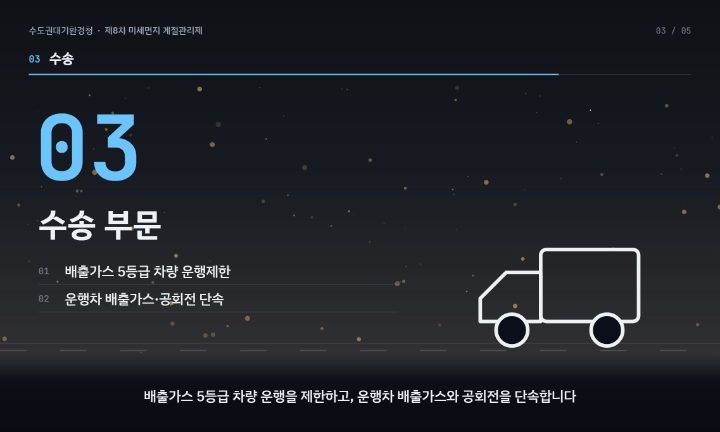 수도권대기환경청 · 제8차 미세먼지 계절관리제
03 / 05
03 수송
03
수송 부문
01 배출가스 5등급 차량 운행제한
02 운행차 배출가스·공회전 단속
배출가스 5등급 차량 운행을 제한하고, 운행차 배출가스와 공회전을 단속합니다